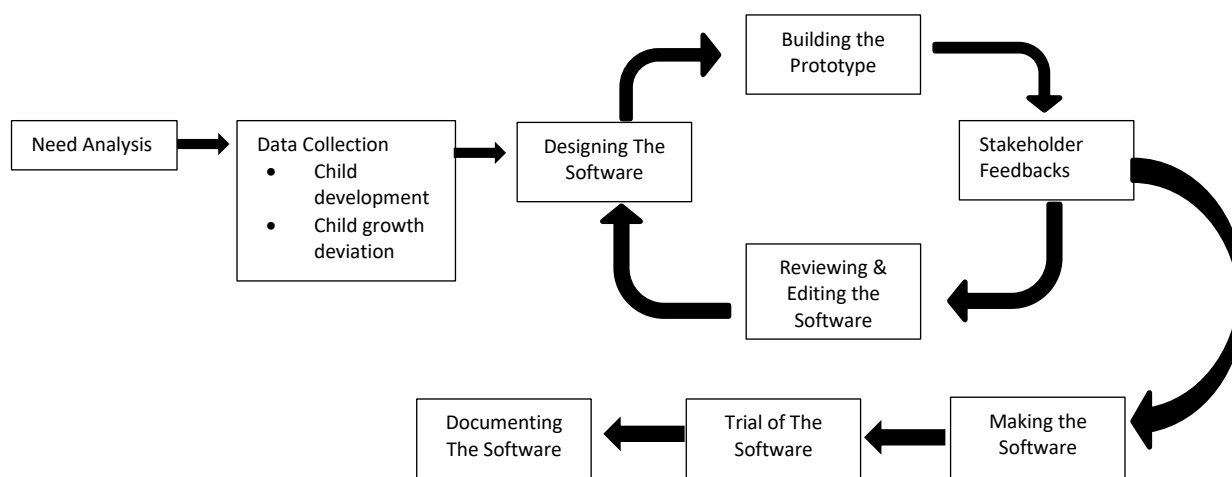 Need Analysis
Data Collection
• Child
development
• Child growth
deviation
Designing The
Software
Building the
Prototype
Stakeholder
Feedbacks
Reviewing &
Editing the
Software
Making the
Software
Trial of The
Software
Documenting
The Software